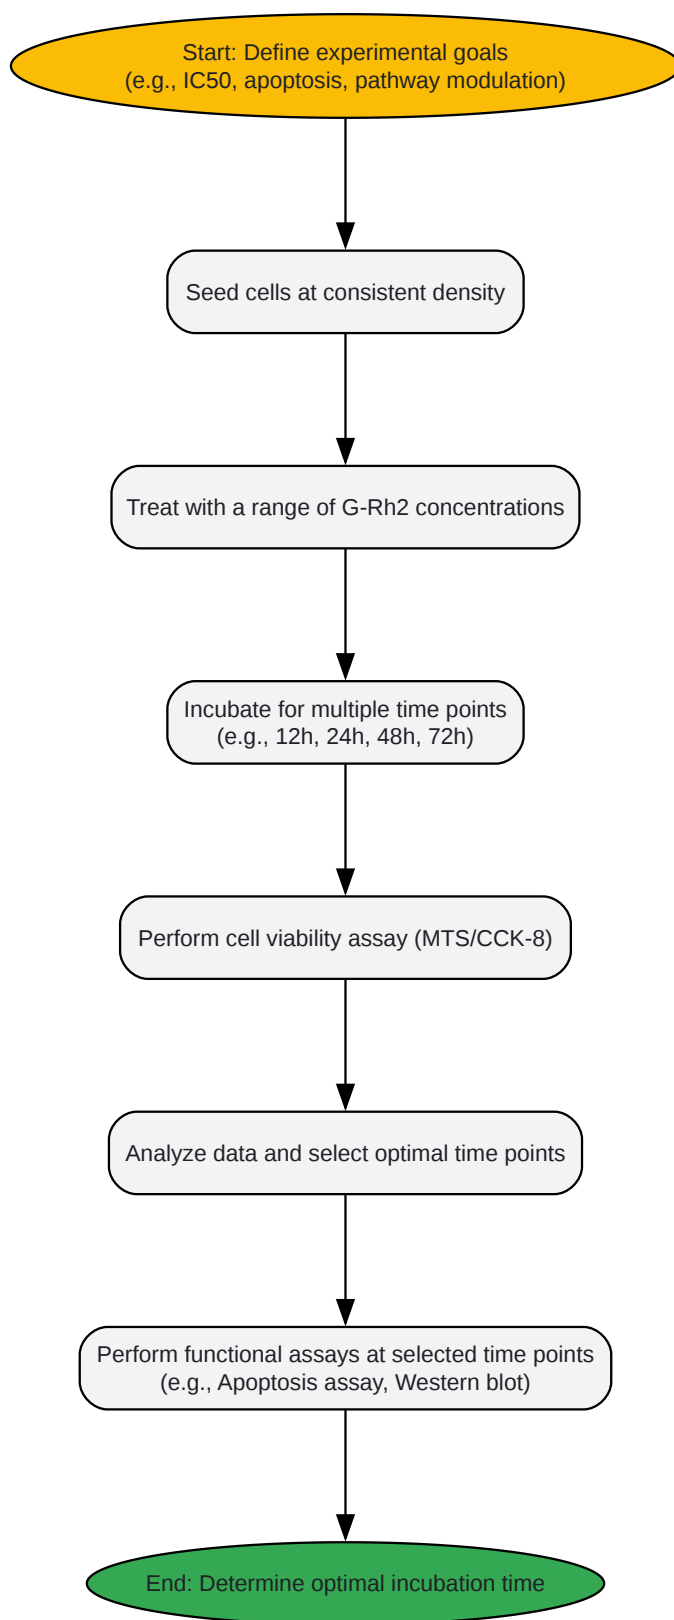 Start: Define experimental goals
(e.g., IC50, apoptosis, pathway modulation)
Seed cells at consistent density
Treat with a range of G-Rh2 concentrations
Incubate for multiple time points
(e.g., 12h, 24h, 48h, 72h)
Perform cell viability assay (MTS/CCK-8)
Analyze data and select optimal time points
Perform functional assays at selected time points
(e.g., Apoptosis assay, Western blot)
End: Determine optimal incubation time